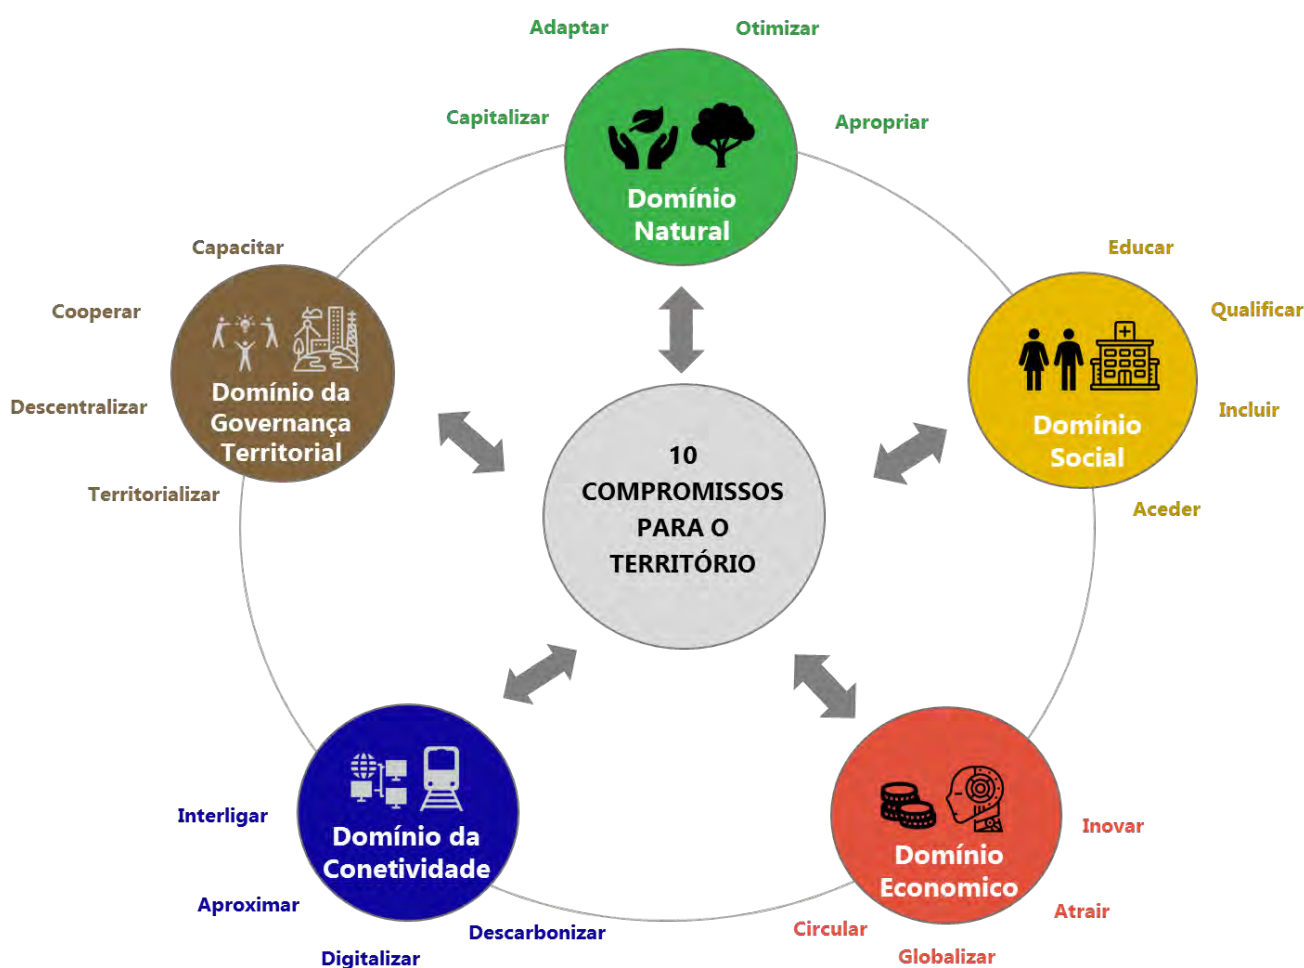 Adaptar
Otimizar
Capitalizar
Apropriar
Domínio
Natural
Capacitar
Cooperar
Descentralizar
Territorializar
Domínio da
Governança
Territorial
Educar
Qualificar
Incluir
Aceder
Domínio
Social
10
COMPROMISSOS
PARA O
TERRITÓRIO
Interligar
Aproximar
Digitalizar
Descarbonizar
Domínio da
Conetividade
Domínio
Economico
Inovar
Atrair
Circular
Globalizar